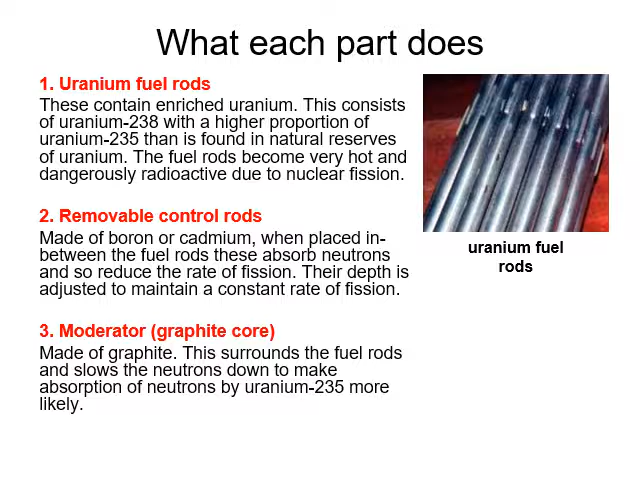 What each part does
1. Uranium fuel rods
These contain enriched uranium. This consists
of uranium-238 with a higher proportion of
uranium-235 than is found in natural reserves
of uranium. The fuel rods become very hot and
dangerously radioactive due to nuclear fission.
2. Removable control rods
Made of boron or cadmium, when placed in-
between the fuel rods these absorb neutrons
and so reduce the rate of fission. Their depth is
adjusted to maintain a constant rate of fission.
3. Moderator (graphite core)
Made of graphite. This surrounds the fuel rods
and slows the neutrons down to make
absorption of neutrons by uranium-235 more
likely.
uranium fuel
rods